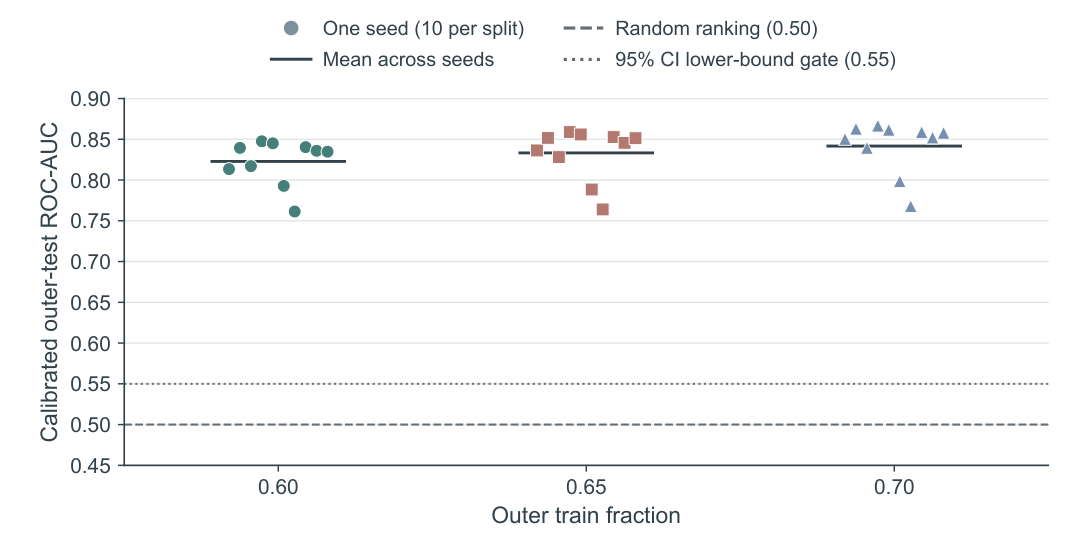 One seed (10 per split)
Mean across seeds
Random ranking (0.50)
95% CI lower-bound gate (0.55)
Calibrated outer-test ROC-AUC
0.90
0.85
0.80
0.75
0.70
0.65
0.60
0.55
0.50
0.45
0.60
0.65
0.70
Outer train fraction